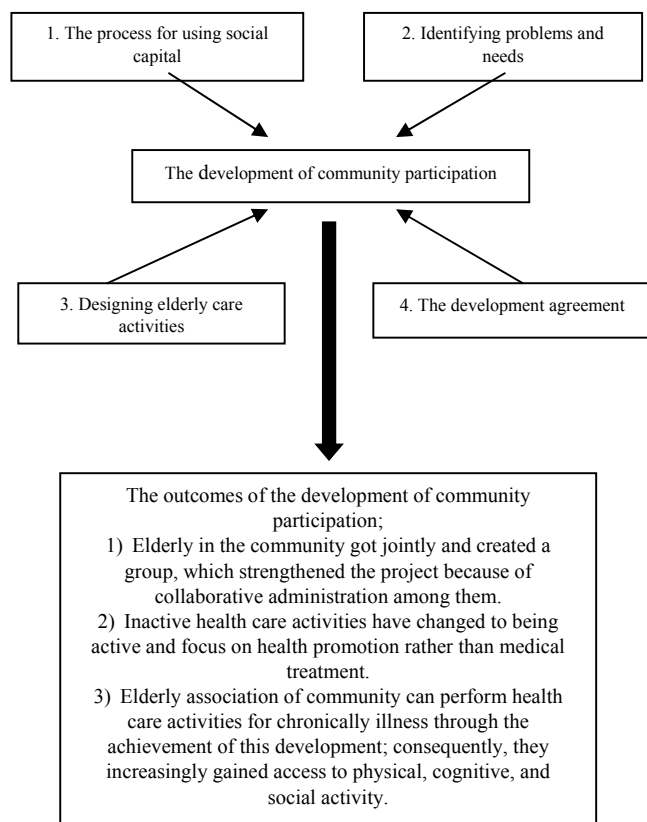 1. The process for using social
capital
2. Identifying problems and
needs
The development of community participation
3. Designing elderly care
activities
4. The development agreement
The outcomes of the development of community
participation;
1) Elderly in the community got jointly and created a
group, which strengthened the project because of
collaborative administration among them.
2) Inactive health care activities have changed to being
active and focus on health promotion rather than medical
treatment.
3) Elderly association of community can perform health
care activities for chronically illness through the
achievement of this development; consequently, they
increasingly gained access to physical, cognitive, and
social activity.